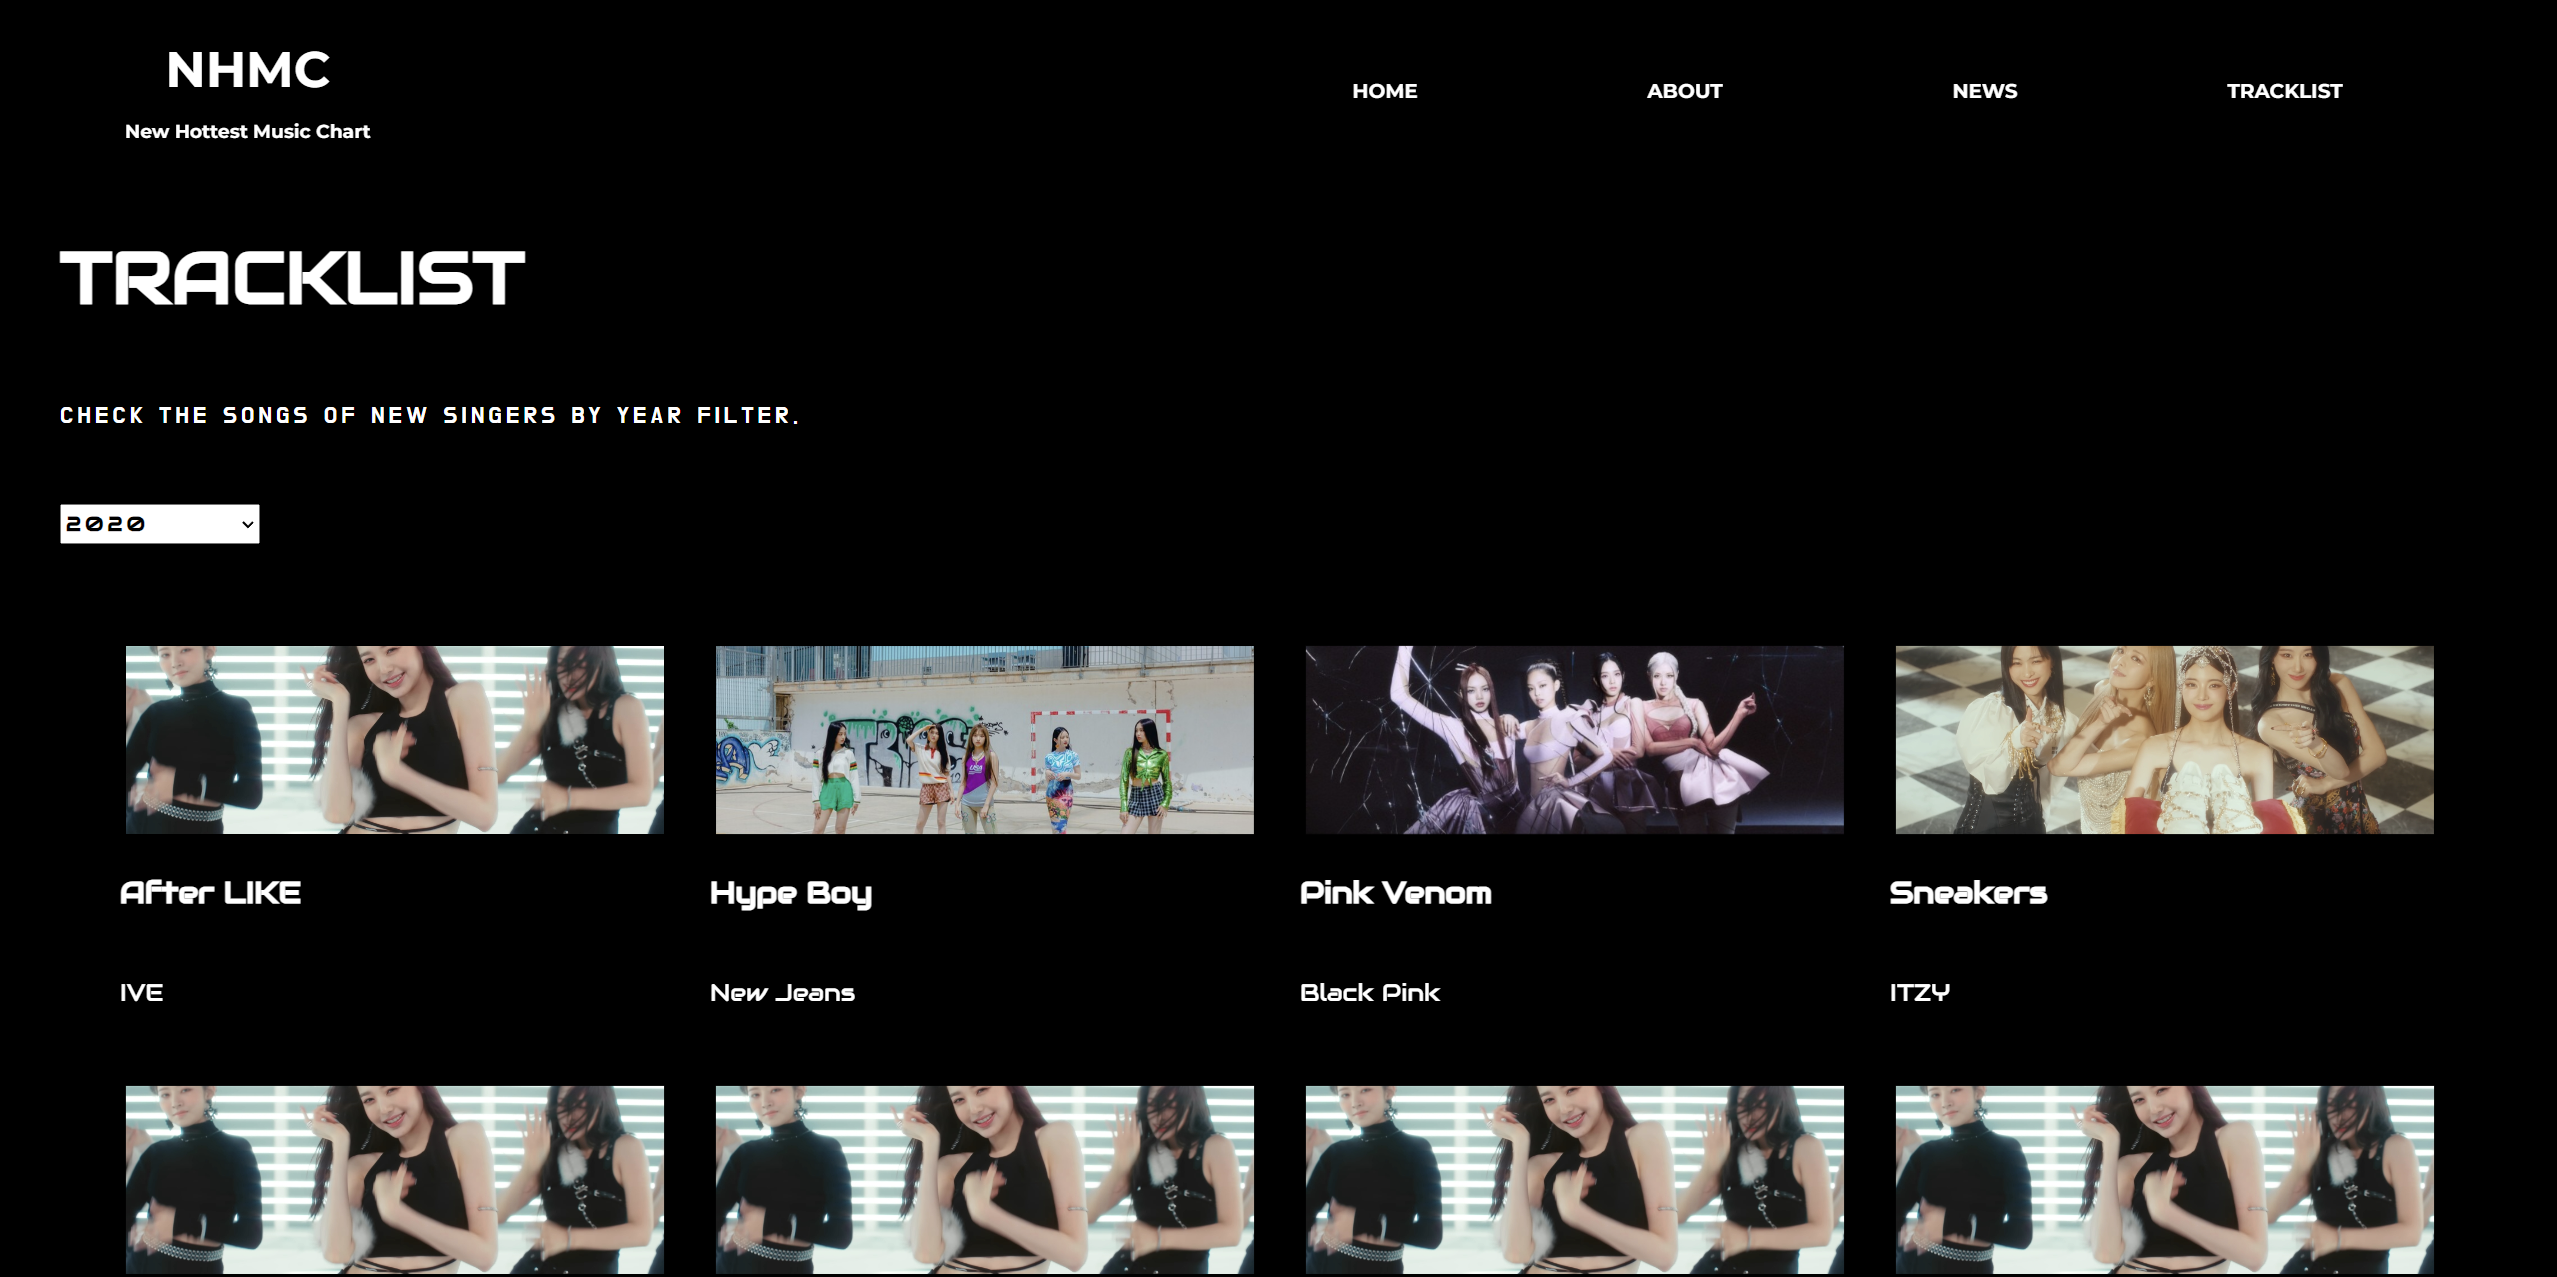 NHMC
New Hottest Music Chart
HOME ABOUT NEWS TRACKLIST
TRACKLIST
CHECK THE SONGS OF NEW SINGERS BY YEAR FILTER.
2020
After LIKE Hype Boy Pink Venom Sneakers
IVE New Jeans Black Pink ITZY